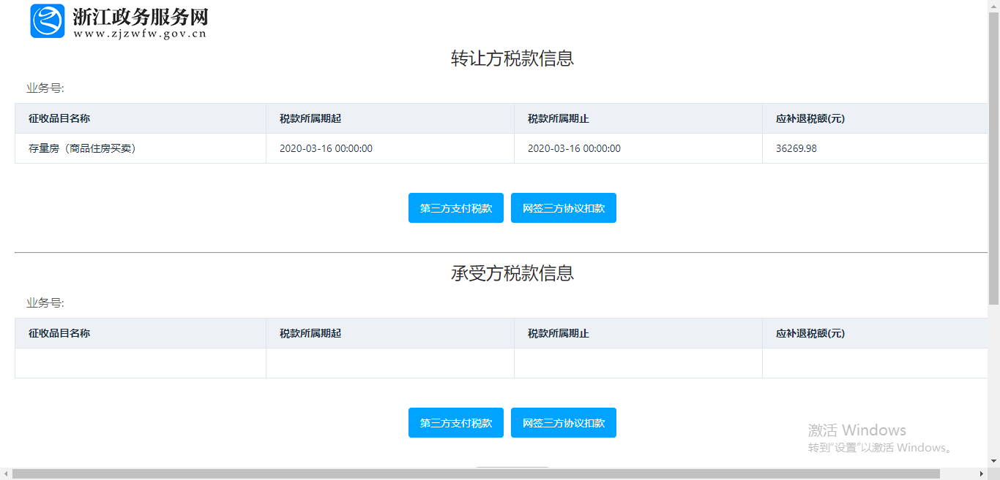 浙江政务服务网
www.zjzwfw.gov.cn
转让方税款信息
业务号:
征收品目名称 税款所属期起 税款所属期止 应补退税额(元)
存量房（商品住房买卖） 2020-03-16 00:00:00 2020-03-16 00:00:00 36269.98
第三方支付税款 网签三方协议扣款
承受方税款信息
业务号:
征收品目名称 税款所属期起 税款所属期止 应补退税额(元)
第三方支付税款 网签三方协议扣款
激活 Windows
转到"设置"以激活 Windows。